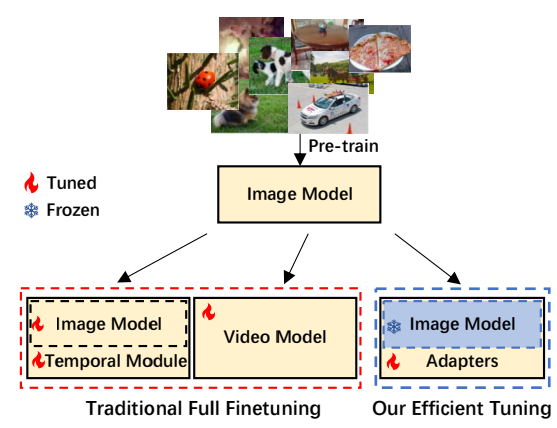 Pre-train
Image Model
Tuned
Frozen
Image Model
Temporal Module
Video Model
Image Model
Adapters
Traditional Full Finetuning
Our Efficient Tuning